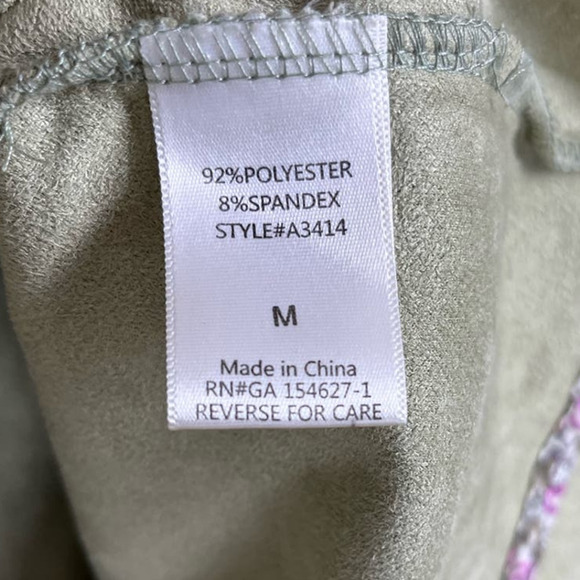 92%POLYESTER
8%SPANDEX
STYLE#A3414
M
Made in China
RN#GA 154627-1
REVERSE FOR CARE